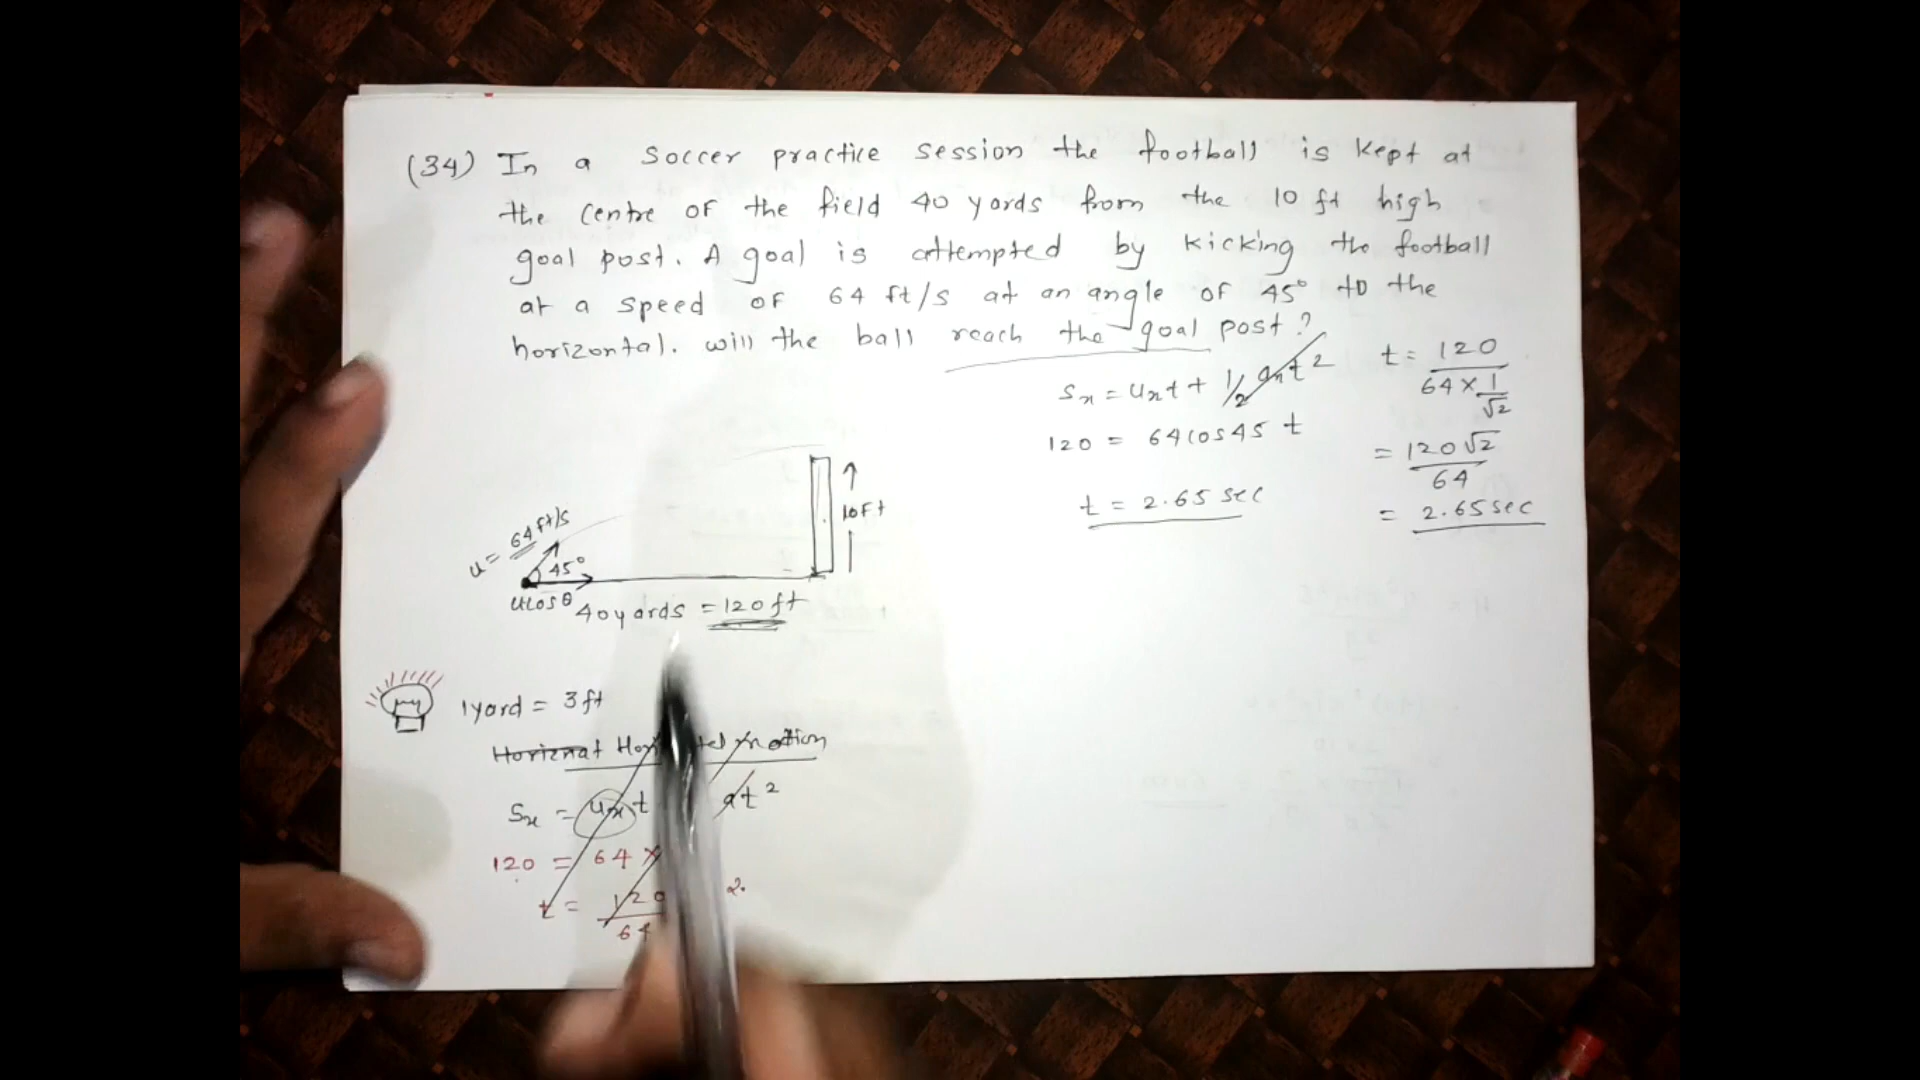 (34) In a soccer practice session the football is kept at
the centre of the field 40 yards from the 10 ft high
goal post. A goal is attempted by kicking the football
at a speed of 64 ft/s at an angle of 45° to the
horizontal. will the ball reach the goal post?
Sx = uxt + 1/2 axt²
120 = 64cos45 t
t = 2.65 sec
t = 120 / 64 × 1/√2
= 120√2 / 64
= 2.65 sec
u = 64 ft/s
45°
10Ft
ucosθ
40 yards = 120 ft
1yard = 3 ft
motion
Sx = uxt
at²
120 = 64 ×
t = 120 / 64
2.